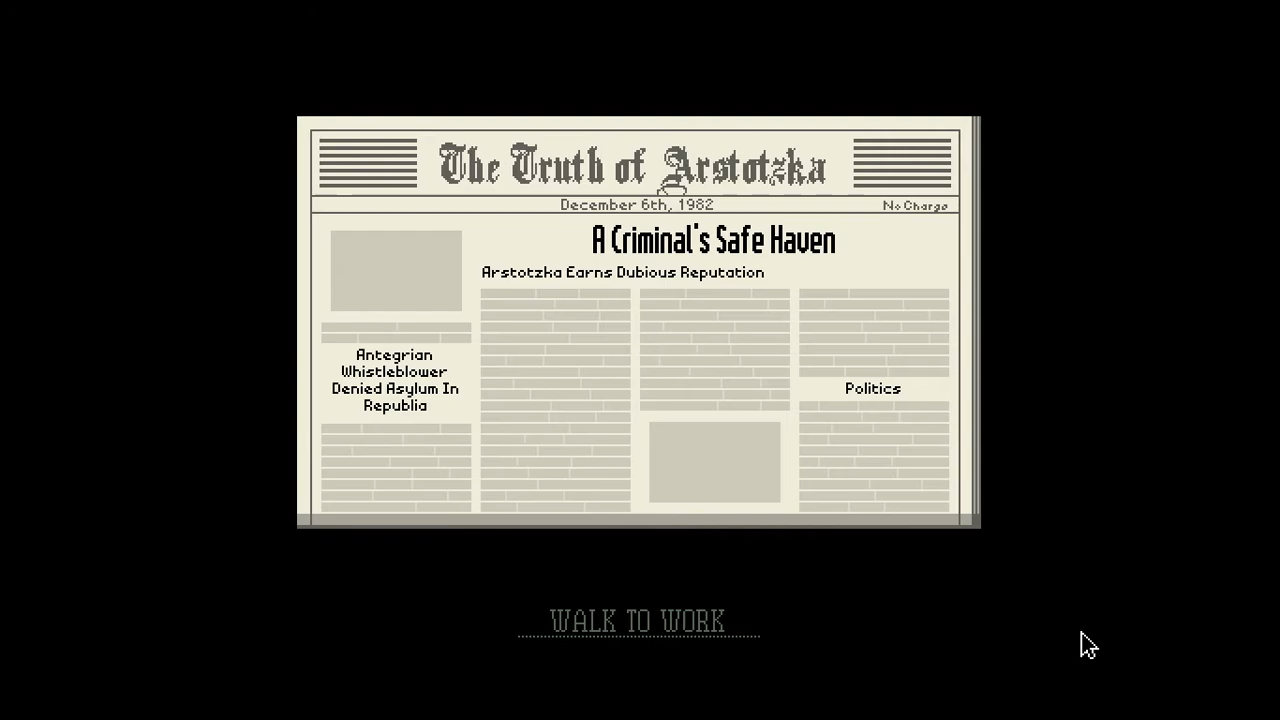 The Truth of Arstotzka
December 6th, 1982
No Charge
A Criminal's Safe Haven
Arstotzka Earns Dubious Reputation
Antegrian
Whistleblower
Denied Asylum In
Republia
Politics
WALK TO WORK